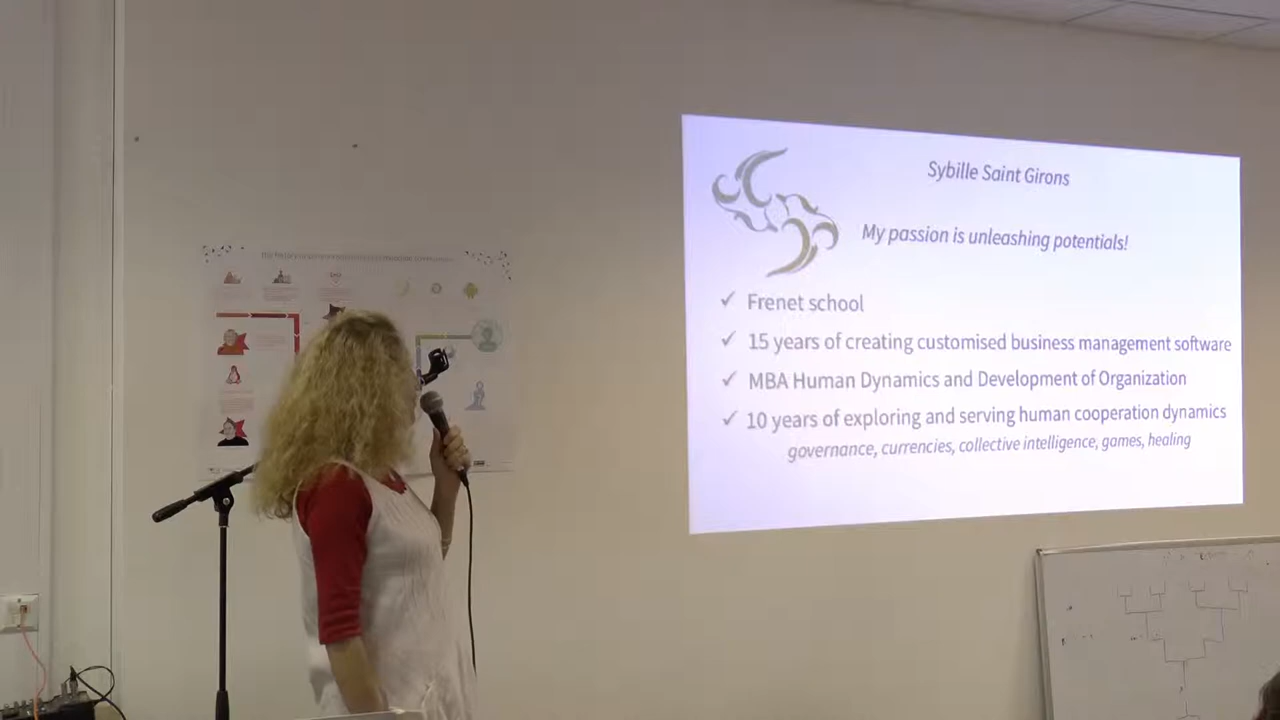 Sybille Saint Girons
My passion is unleashing potentials!
✓ Frenet school
✓ 15 years of creating customised business management software
✓ MBA Human Dynamics and Development of Organization
✓ 10 years of exploring and serving human cooperation dynamics
governance, currencies, collective intelligence, games, healing